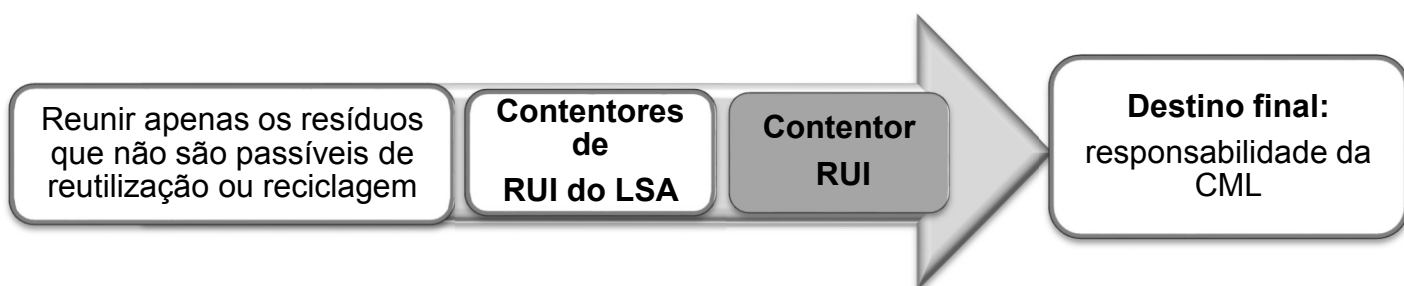 Reunir apenas os resíduos
que não são passíveis de
reutilização ou reciclagem
Contentores
de
RUI do LSA
Contentor
RUI
Destino final:
responsabilidade da
CML